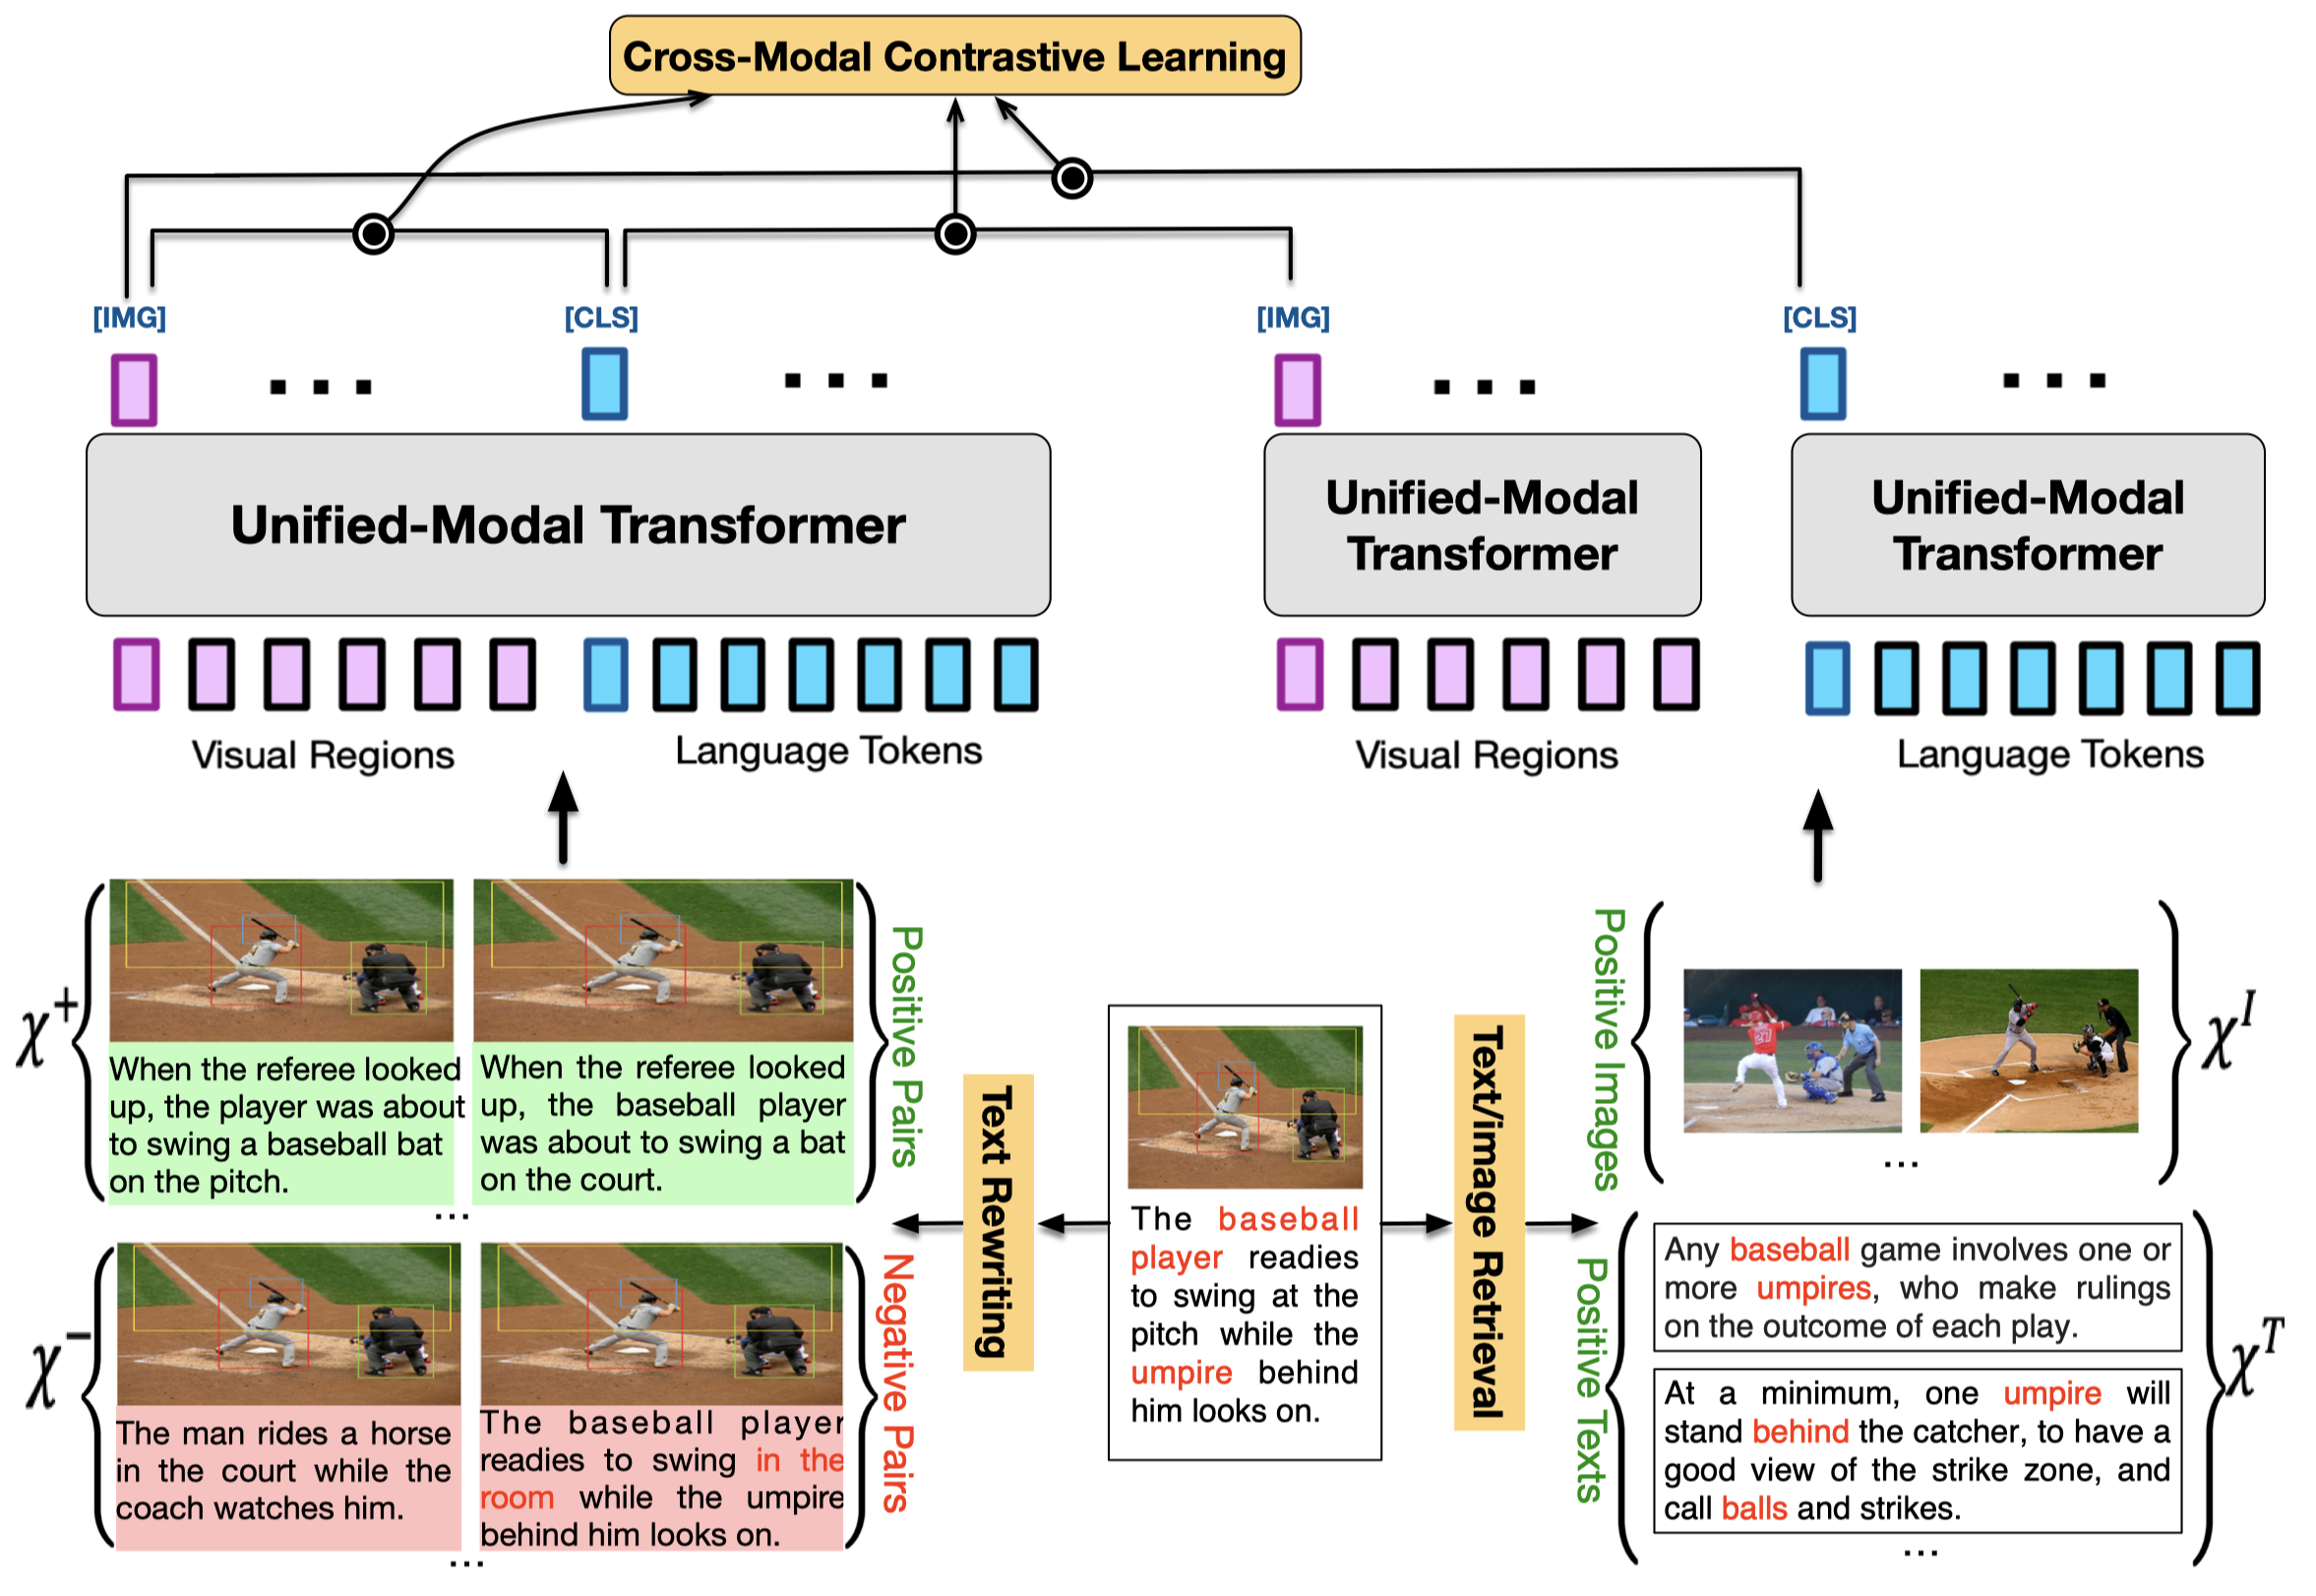 Cross-Modal Contrastive Learning
[IMG]
[CLS]
[IMG]
[CLS]
Unified-Modal Transformer
Unified-Modal
Transformer
Unified-Modal
Transformer
Visual Regions
Language Tokens
Visual Regions
Language Tokens
χ+
When the referee looked
up, the player was about
to swing a baseball bat
on the pitch.
When the referee looked
up, the baseball player
was about to swing a bat
on the court.
...
Positive Pairs
χ−
The man rides a horse
in the court while the
coach watches him.
The baseball player
readies to swing in the
room while the umpire
behind him looks on.
...
Negative Pairs
Text Rewriting
The baseball
player readies
to swing at the
pitch while the
umpire behind
him looks on.
Text/image Retrieval
Positive Images
27
...
χI
Positive Texts
Any baseball game involves one or
more umpires, who make rulings
on the outcome of each play.
At a minimum, one umpire will
stand behind the catcher, to have a
good view of the strike zone, and
call balls and strikes.
...
χT